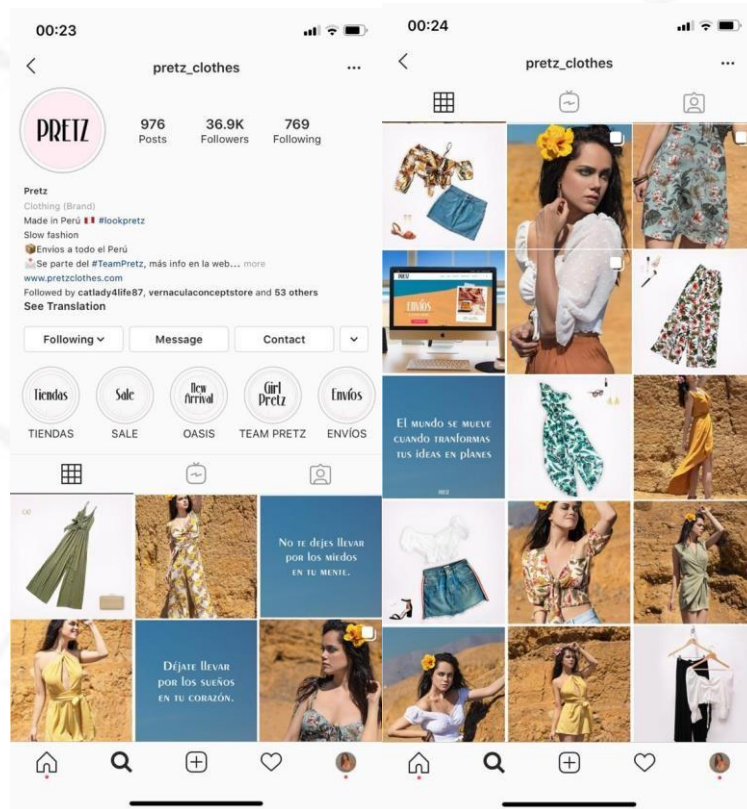 00:23
pretz_clothes
PRETZ
976 36.9K 769
Posts Followers Following
Pretz
Clothing (Brand)
Made in Perú 🇵🇪 #lookpretz
Slow fashion
📦Envios a todo el Perú
📩Se parte del #TeamPretz, más info en la web... more
www.pretzclothes.com
Followed by catlady4life87, vernaculaconceptstore and 53 others
See Translation
Following Message Contact
Tiendas Sale New Arrival Girl Pretz Envíos
TIENDAS SALE OASIS TEAM PRETZ ENVÍOS
No te dejes llevar
por los miedos
en tu mente.
Déjate llevar
por los sueños
en tu corazón.
00:24
pretz_clothes
ENVÍOS
El mundo se mueve
cuando tranformas
tus ideas en planes